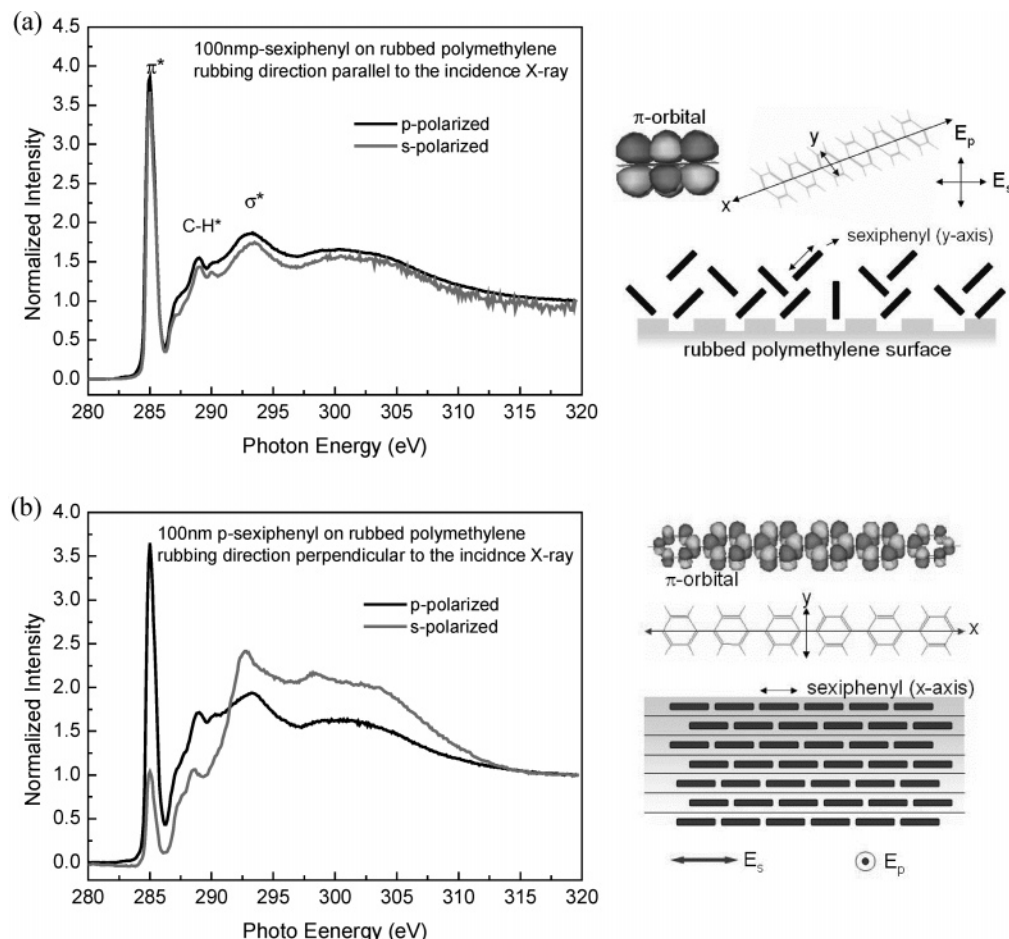 (a)
4.5
4.0
3.5
3.0
2.5
2.0
1.5
1.0
0.5
0.0
Normalized Intensity
π*
100nmp-sexiphenyl on rubbed polymethylene
rubbing direction parallel to the incidence X-ray
p-polarized
s-polarized
C-H*
σ*
280 285 290 295 300 305 310 315 320
Photon Energy (eV)
π-orbital
y
x
Ep
Es
sexiphenyl (y-axis)
rubbed polymethylene surface
(b)
4.0
3.5
3.0
2.5
2.0
1.5
1.0
0.5
0.0
Normalized Intensity
100nm p-sexiphenyl on rubbed polymethylene
rubbing direction perpendicular to the incidnce X-ray
p-polarized
s-polarized
280 285 290 295 300 305 310 315 320
Photo Eenergy (eV)
π-orbital
y
x
sexiphenyl (x-axis)
Es
Ep